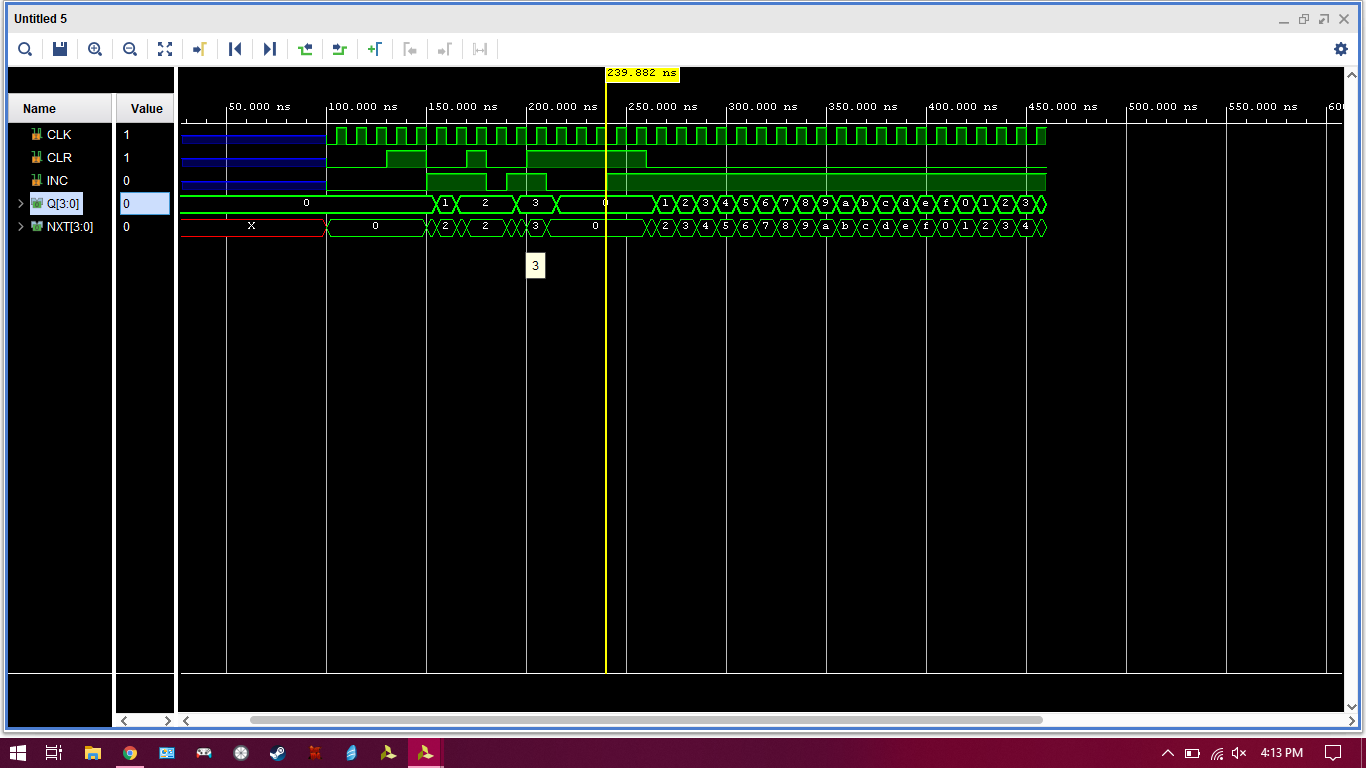 Untitled 5
239.882 ns
Name Value
50.000 ns 100.000 ns 150.000 ns 200.000 ns 250.000 ns 300.000 ns 350.000 ns 400.000 ns 450.000 ns 500.000 ns 550.000 ns
CLK 1
CLR 1
INC 0
Q[3:0] 0 0 1 2 3 0 1 2 3 4 5 6 7 8 9 a b c d e f 0 1 2 3
NXT[3:0] 0 X 0 2 2 3 0 2 3 4 5 6 7 8 9 a b c d e f 0 1 2 3 4
3
4:13 PM